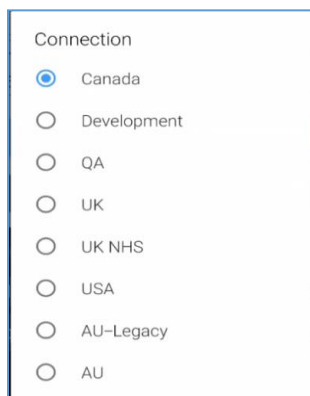 Connection
Canada
Development
QA
UK
UK NHS
USA
AU-Legacy
AU